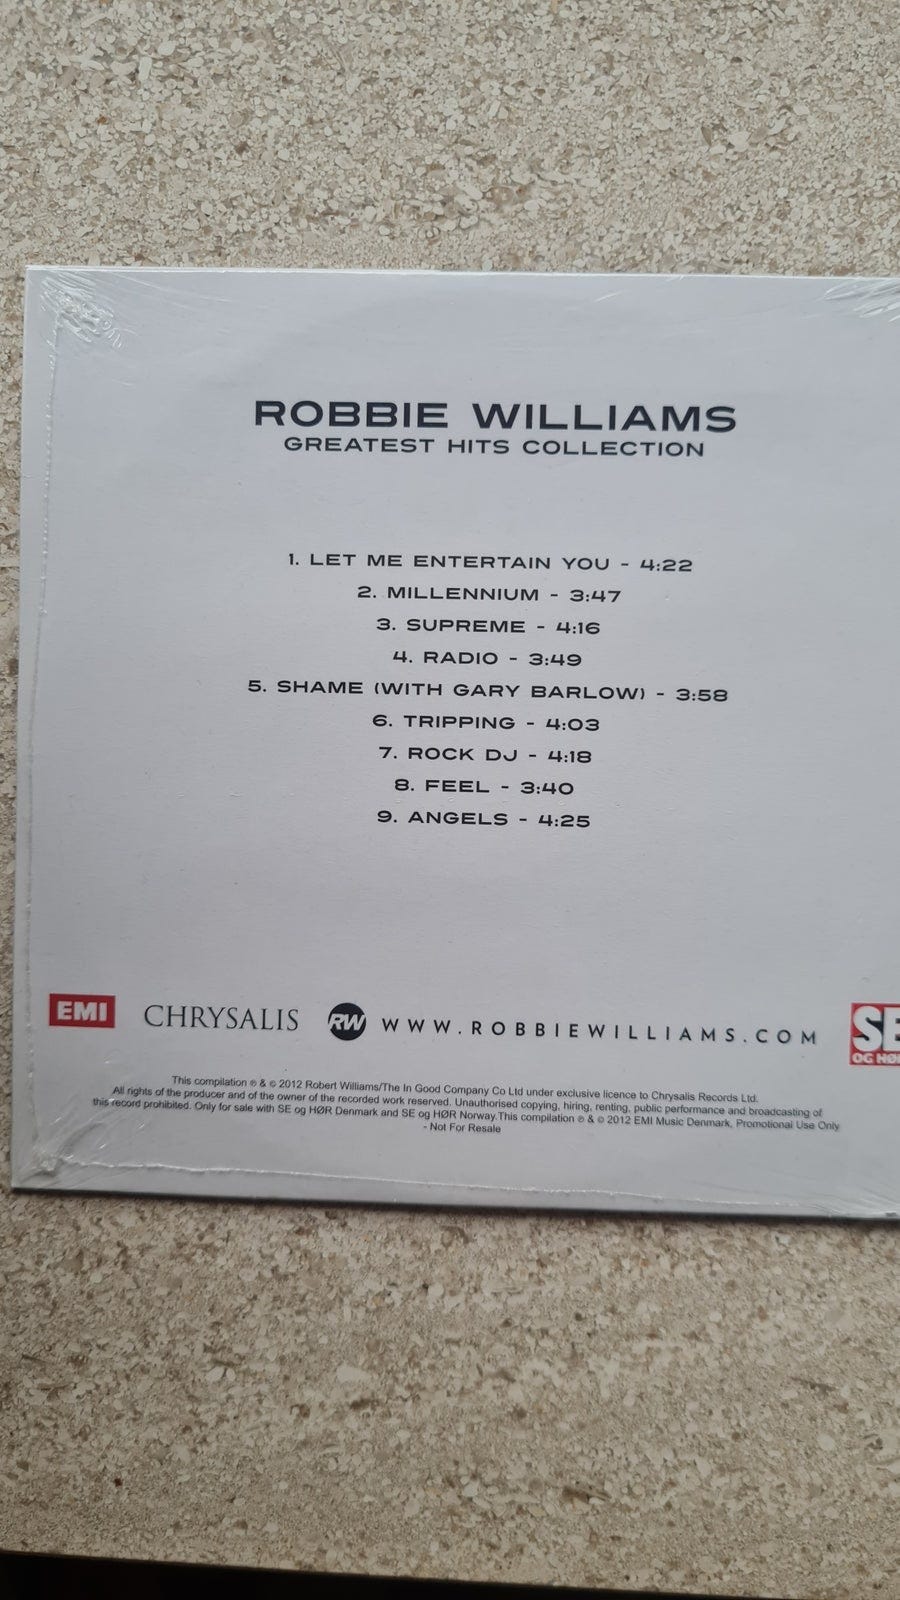 ROBBIE WILLIAMS
GREATEST HITS COLLECTION
1. LET ME ENTERTAIN YOU - 4:22
2. MILLENNIUM - 3:47
3. SUPREME - 4:16
4. RADIO - 3:49
5. SHAME (WITH GARY BARLOW) - 3:58
6. TRIPPING - 4:03
7. ROCK DJ - 4:18
8. FEEL - 3:40
9. ANGELS - 4:25
EMI CHRYSALIS RW WWW.ROBBIEWILLIAMS.COM SE
OG HØ
This compilation ℗ & © 2012 Robert Williams/The In Good Company Co Ltd under exclusive licence to Chrysalis Records Ltd.
All rights of the producer and of the owner of the recorded work reserved. Unauthorised copying, hiring, renting, public performance and broadcasting of
this record prohibited. Only for sale with SE og HØR Denmark and SE og HØR Norway.This compilation ℗ & © 2012 EMI Music Denmark, Promotional Use Only
- Not For Resale